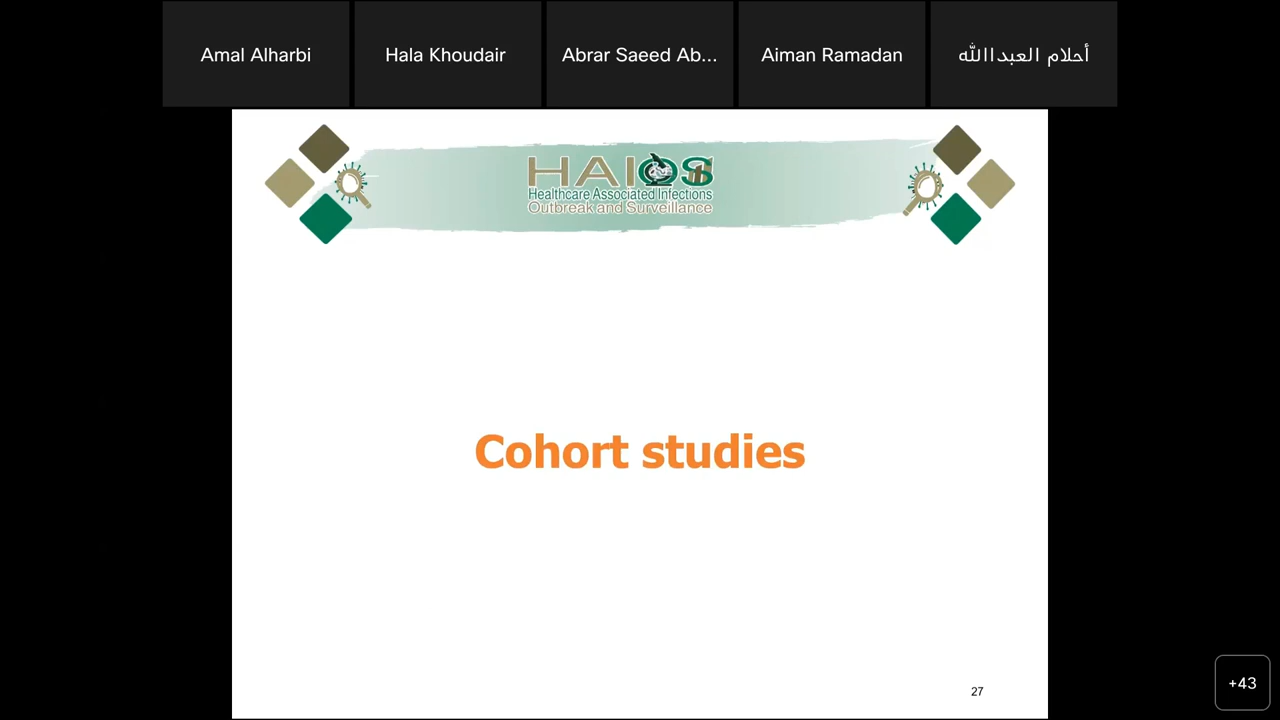 Amal Alharbi
Hala Khoudair
Abrar Saeed Ab...
Aiman Ramadan
أحلام العبداالله
HAIOS
Healthcare Associated Infections
Outbreak and Surveillance
Cohort studies
27
+43